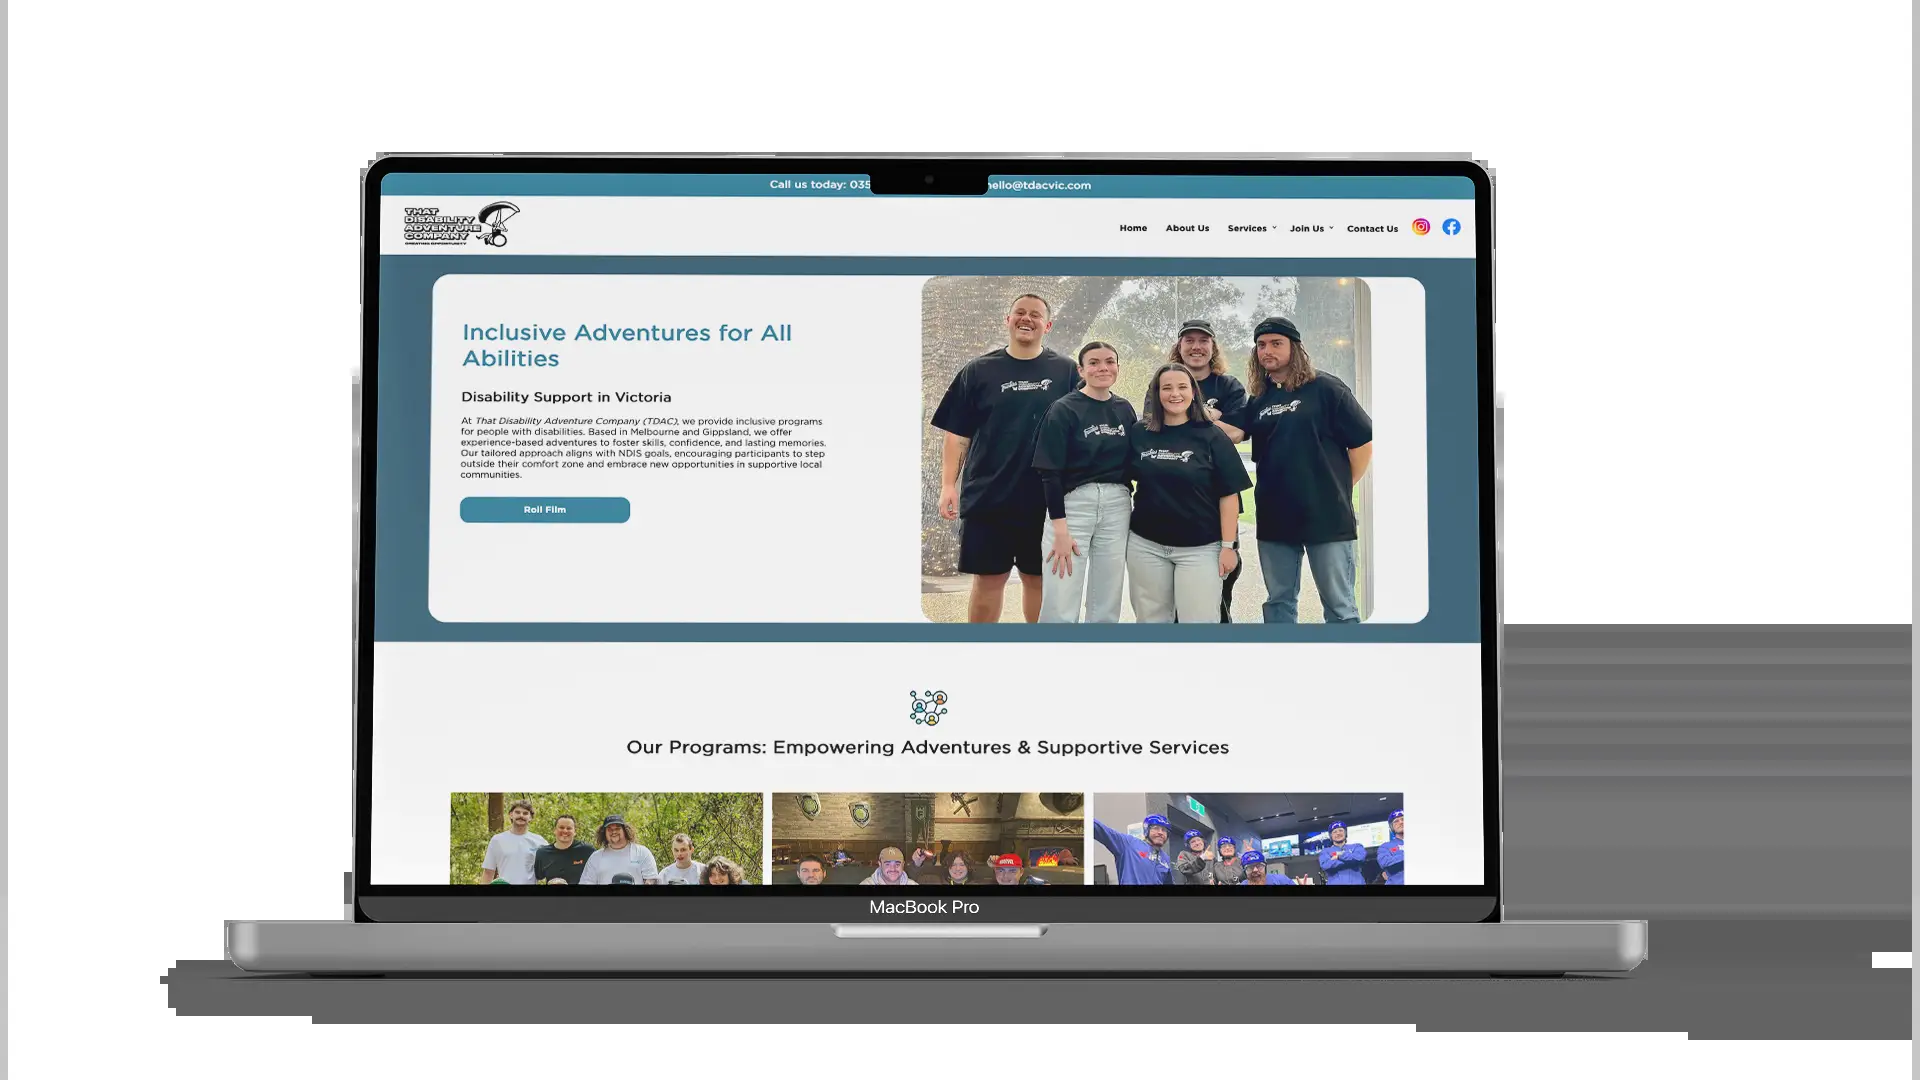 Call us today: 035
hello@tdacvic.com
THAT
DISABILITY
ADVENTURE
COMPANY
CREATING OPPORTUNITY
Home
About Us
Services
Join Us
Contact Us
Inclusive Adventures for All
Abilities
Disability Support in Victoria
At That Disability Adventure Company (TDAC), we provide inclusive programs
for people with disabilities. Based in Melbourne and Gippsland, we offer
experience-based adventures to foster skills, confidence, and lasting memories.
Our tailored approach aligns with NDIS goals, encouraging participants to step
outside their comfort zone and embrace new opportunities in supportive local
communities.
Roll Film
Our Programs: Empowering Adventures & Supportive Services
MacBook Pro